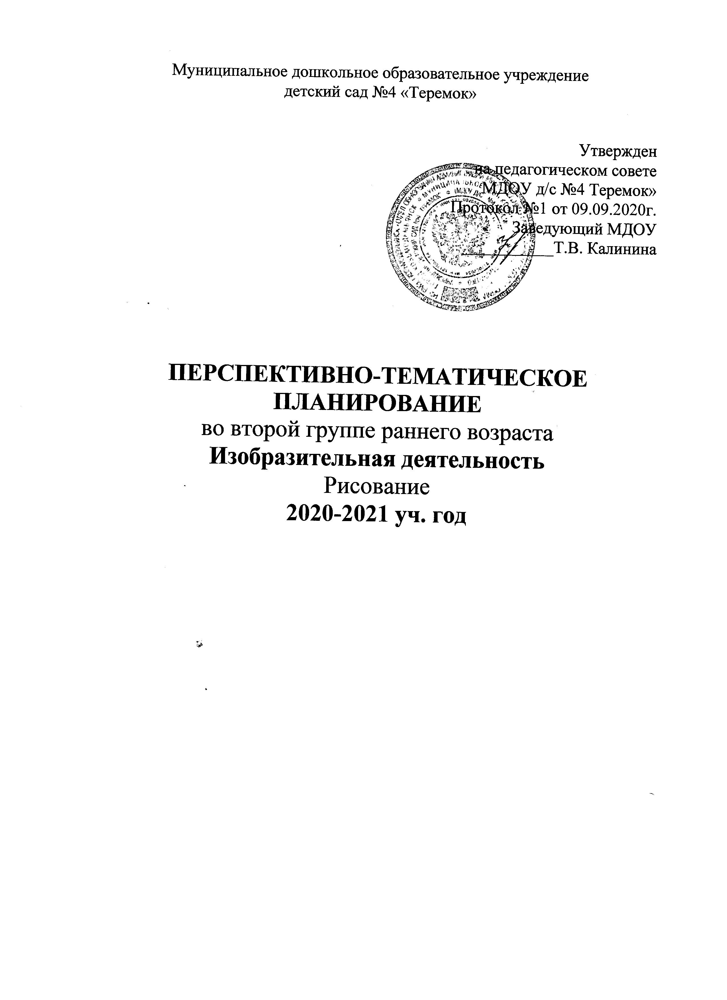 Муниципальное дошкольное образовательное учреждение
детский сад №4 «Теремок»
Утвержден
на педагогическом совете
МДОУ д/с №4 Теремок»
Протокол №1 от 09.09.2020г.
Заведующий МДОУ
Т.В. Калинина
ПЕРСПЕКТИВНО-ТЕМАТИЧЕСКОЕ
ПЛАНИРОВАНИЕ
во второй группе раннего возраста
Изобразительная деятельность
Рисование
2020-2021 уч. год